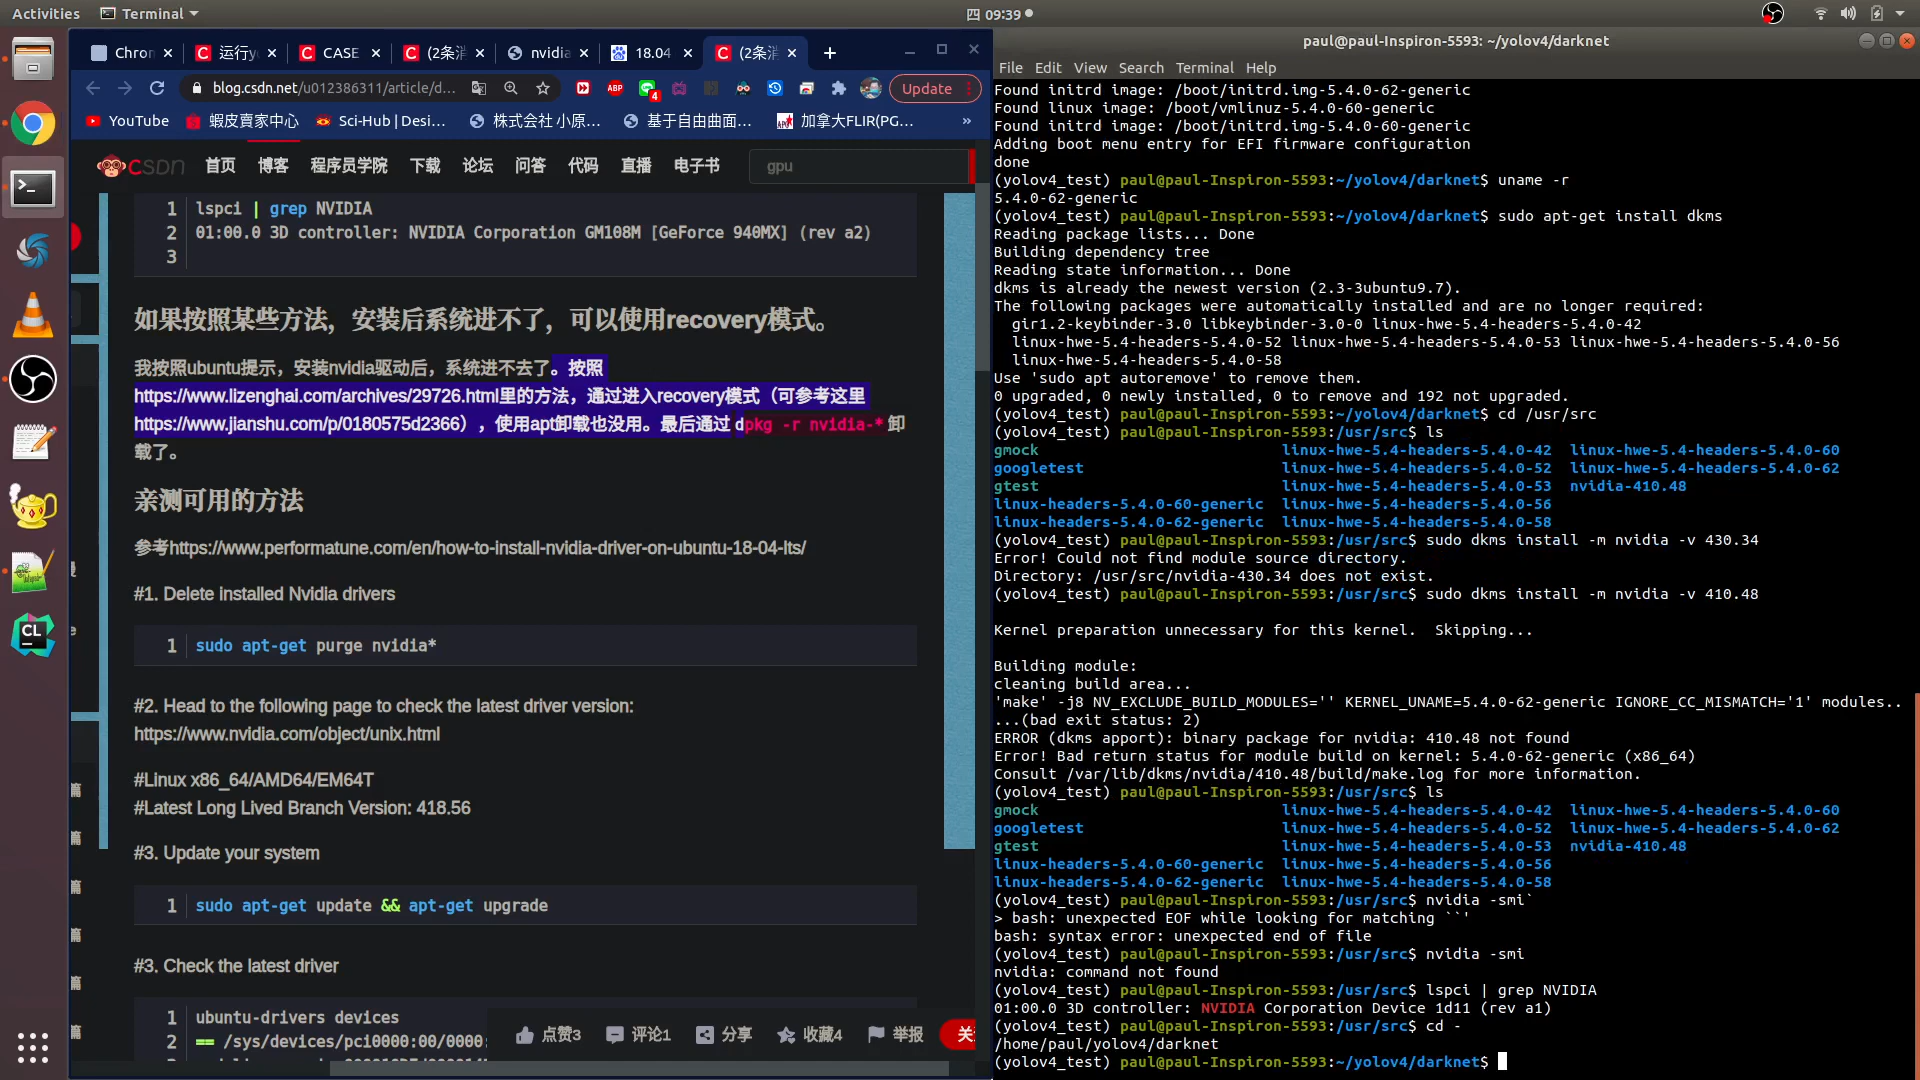 Activities
Terminal
四 09:39
Chron
运行y
CASE
(2条消
nvidia
18.04
(2条消
blog.csdn.net/u012386311/article/d...
ABP
4
Update
YouTube
蝦皮賣家中心
Sci-Hub | Desi...
株式会社 小原...
基于自由曲面...
加拿大FLIR(PG...
»
CSDN
首页
博客
程序员学院
下载
论坛
问答
代码
直播
电子书
gpu
1 lspci | grep NVIDIA
2 01:00.0 3D controller: NVIDIA Corporation GM108M [GeForce 940MX] (rev a2)
3
如果按照某些方法，安装后系统进不了，可以使用recovery模式。
我按照ubuntu提示，安装nvidia驱动后，系统进不去了。按照
https://www.lizenghai.com/archives/29726.html里的方法，通过进入recovery模式（可参考这里
https://www.jianshu.com/p/0180575d2366），使用apt卸载也没用。最后通过 dpkg -r nvidia-* 卸
载了。
亲测可用的方法
参考https://www.performatune.com/en/how-to-install-nvidia-driver-on-ubuntu-18-04-lts/
#1. Delete installed Nvidia drivers
1 sudo apt-get purge nvidia*
#2. Head to the following page to check the latest driver version:
https://www.nvidia.com/object/unix.html
#Linux x86_64/AMD64/EM64T
#Latest Long Lived Branch Version: 418.56
#3. Update your system
1 sudo apt-get update && apt-get upgrade
#3. Check the latest driver
1 ubuntu-drivers devices
2 == /sys/devices/pci0000:00/0000:
点赞3
评论1
分享
收藏4
举报
关
CL
paul@paul-Inspiron-5593: ~/yolov4/darknet
File Edit View Search Terminal Help
Found initrd image: /boot/initrd.img-5.4.0-62-generic
Found linux image: /boot/vmlinuz-5.4.0-60-generic
Found initrd image: /boot/initrd.img-5.4.0-60-generic
Adding boot menu entry for EFI firmware configuration
done
(yolov4_test) paul@paul-Inspiron-5593:~/yolov4/darknet$ uname -r
5.4.0-62-generic
(yolov4_test) paul@paul-Inspiron-5593:~/yolov4/darknet$ sudo apt-get install dkms
Reading package lists... Done
Building dependency tree
Reading state information... Done
dkms is already the newest version (2.3-3ubuntu9.7).
The following packages were automatically installed and are no longer required:
gir1.2-keybinder-3.0 libkeybinder-3.0-0 linux-hwe-5.4-headers-5.4.0-42
linux-hwe-5.4-headers-5.4.0-52 linux-hwe-5.4-headers-5.4.0-53 linux-hwe-5.4-headers-5.4.0-56
linux-hwe-5.4-headers-5.4.0-58
Use 'sudo apt autoremove' to remove them.
0 upgraded, 0 newly installed, 0 to remove and 192 not upgraded.
(yolov4_test) paul@paul-Inspiron-5593:~/yolov4/darknet$ cd /usr/src
(yolov4_test) paul@paul-Inspiron-5593:/usr/src$ ls
gmock linux-hwe-5.4-headers-5.4.0-42 linux-hwe-5.4-headers-5.4.0-60
googletest linux-hwe-5.4-headers-5.4.0-52 linux-hwe-5.4-headers-5.4.0-62
gtest linux-hwe-5.4-headers-5.4.0-53 nvidia-410.48
linux-headers-5.4.0-60-generic linux-hwe-5.4-headers-5.4.0-56
linux-headers-5.4.0-62-generic linux-hwe-5.4-headers-5.4.0-58
(yolov4_test) paul@paul-Inspiron-5593:/usr/src$ sudo dkms install -m nvidia -v 430.34
Error! Could not find module source directory.
Directory: /usr/src/nvidia-430.34 does not exist.
(yolov4_test) paul@paul-Inspiron-5593:/usr/src$ sudo dkms install -m nvidia -v 410.48
Kernel preparation unnecessary for this kernel. Skipping...
Building module:
cleaning build area...
'make' -j8 NV_EXCLUDE_BUILD_MODULES='' KERNEL_UNAME=5.4.0-62-generic IGNORE_CC_MISMATCH='1' modules..
...(bad exit status: 2)
ERROR (dkms apport): binary package for nvidia: 410.48 not found
Error! Bad return status for module build on kernel: 5.4.0-62-generic (x86_64)
Consult /var/lib/dkms/nvidia/410.48/build/make.log for more information.
(yolov4_test) paul@paul-Inspiron-5593:/usr/src$ ls
gmock linux-hwe-5.4-headers-5.4.0-42 linux-hwe-5.4-headers-5.4.0-60
googletest linux-hwe-5.4-headers-5.4.0-52 linux-hwe-5.4-headers-5.4.0-62
gtest linux-hwe-5.4-headers-5.4.0-53 nvidia-410.48
linux-headers-5.4.0-60-generic linux-hwe-5.4-headers-5.4.0-56
linux-headers-5.4.0-62-generic linux-hwe-5.4-headers-5.4.0-58
(yolov4_test) paul@paul-Inspiron-5593:/usr/src$ nvidia -smi`
> bash: unexpected EOF while looking for matching ``'
bash: syntax error: unexpected end of file
(yolov4_test) paul@paul-Inspiron-5593:/usr/src$ nvidia -smi
nvidia: command not found
(yolov4_test) paul@paul-Inspiron-5593:/usr/src$ lspci | grep NVIDIA
01:00.0 3D controller: NVIDIA Corporation Device 1d11 (rev a1)
(yolov4_test) paul@paul-Inspiron-5593:/usr/src$ cd -
/home/paul/yolov4/darknet
(yolov4_test) paul@paul-Inspiron-5593:~/yolov4/darknet$